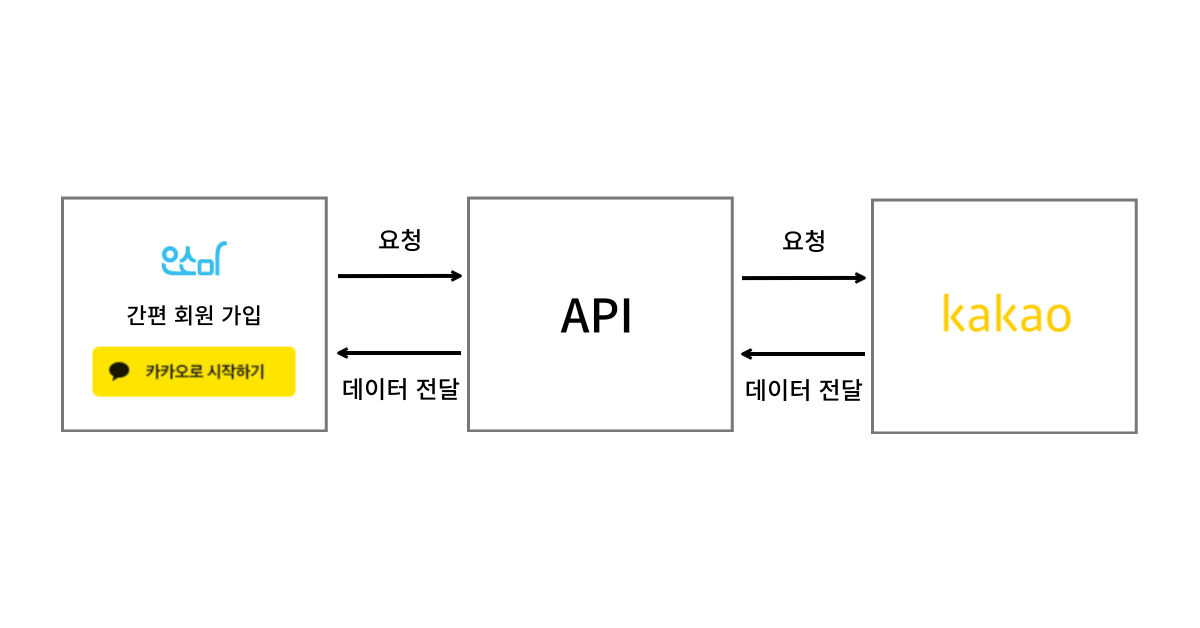 인스미
간편 회원 가입
카카오로 시작하기
요청
데이터 전달
API
요청
데이터 전달
kakao